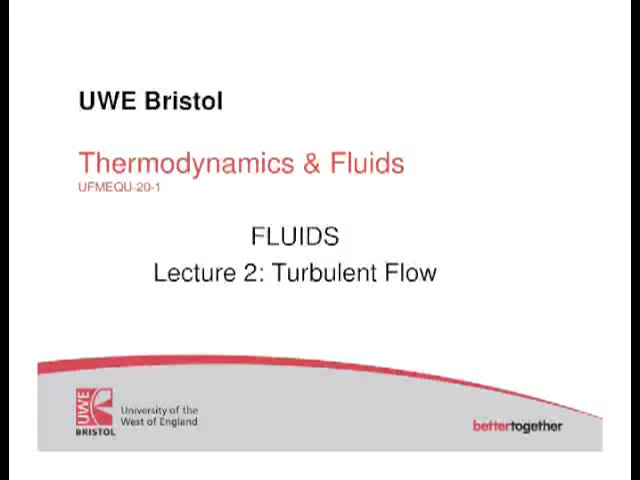 UWE Bristol
Thermodynamics & Fluids
UFMEQU-20-1
FLUIDS
Lecture 2: Turbulent Flow
UWE
BRISTOL
University of the
West of England
bettertogether